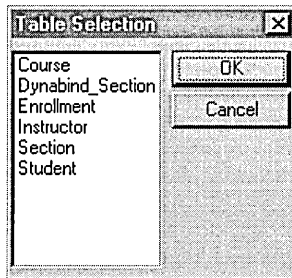 Table Selection
Course
Dynabind_Section
Enrollment
Instructor
Section
Student
OK
Cancel